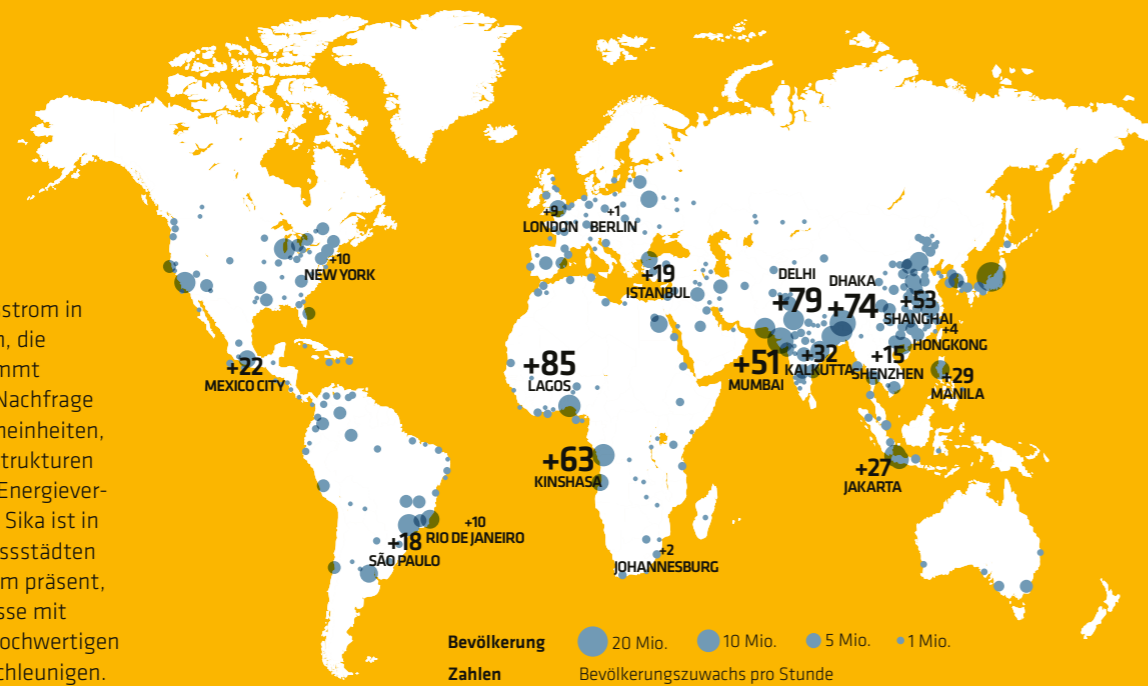 strom in
n, die
mmt
Nachfrage
neinheiten,
strukturen
Energiever-
Sika ist in
ssstädten
m präsent,
sse mit
ochwertigen
schleunigen.
+9
LONDON
+1
BERLIN
+10
NEW YORK
+19
ISTANBUL
DELHI
+79
DHAKA
+74
+53
SHANGHAI
+4
HONGKONG
+22
MEXICO CITY
+85
LAGOS
+51
MUMBAI
+32
KALKUTTA
+15
SHENZHEN
+29
MANILA
+63
KINSHASA
+27
JAKARTA
+18
SÃO PAULO
+10
RIO DE JANEIRO
+2
JOHANNESBURG
Bevölkerung 20 Mio. 10 Mio. 5 Mio. 1 Mio.
Zahlen Bevölkerungszuwachs pro Stunde